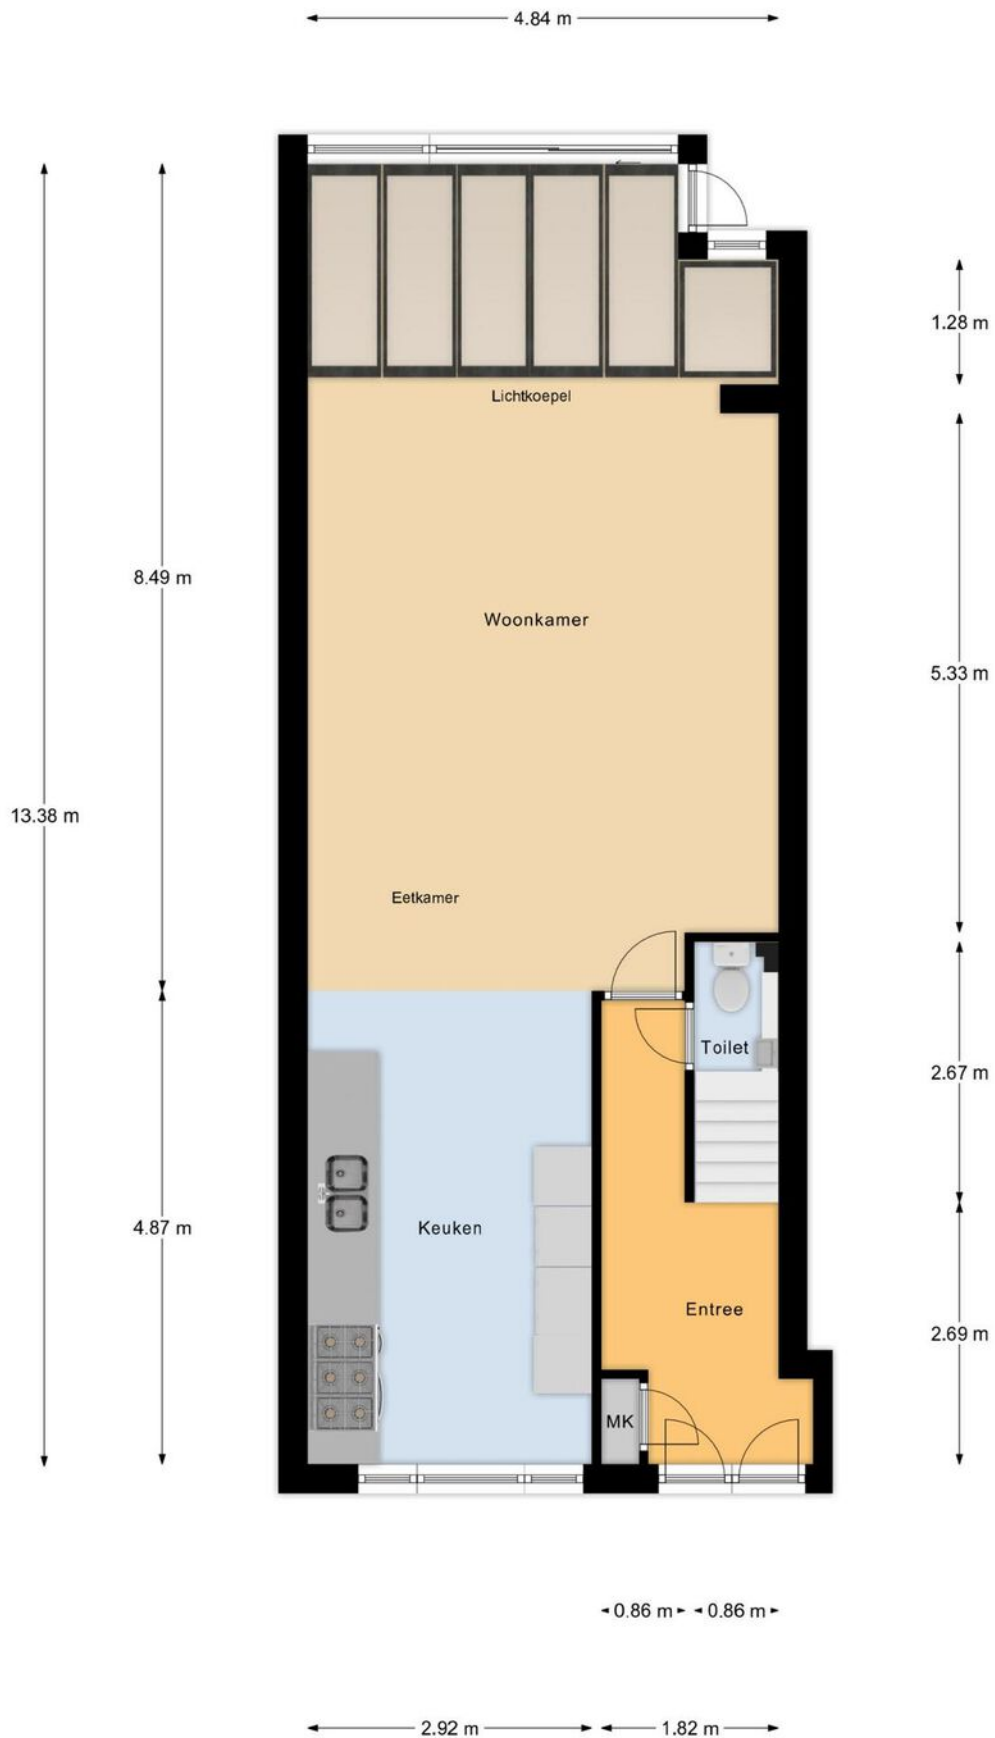 4.84 m
1.28 m
Lichtkoepel
8.49 m
Woonkamer
5.33 m
13.38 m
Eetkamer
Toilet
2.67 m
4.87 m
Keuken
Entree
2.69 m
MK
0.86 m
0.86 m
2.92 m
1.82 m